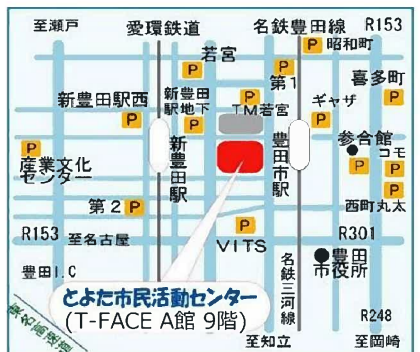 至瀬戸
愛環鉄道
名鉄豊田線
R153
P
昭和町
若宮
P
第1
P
喜多町
P
新豊田駅西
P
新豊田
駅地下
P
P
TM若宮
ギャザ
P
参合館
コモ
P
P
P
P
P
産業文化
センター
新豊田駅
豊田市駅
第2
P
西町
丸太
P
VITS
R153
至名古屋
R301
豊田
市役所
豊田I.C
名鉄三河線
とよた市民活動センター
(T-FACE A館 9階)
R248
東名高速道
至知立
至岡崎